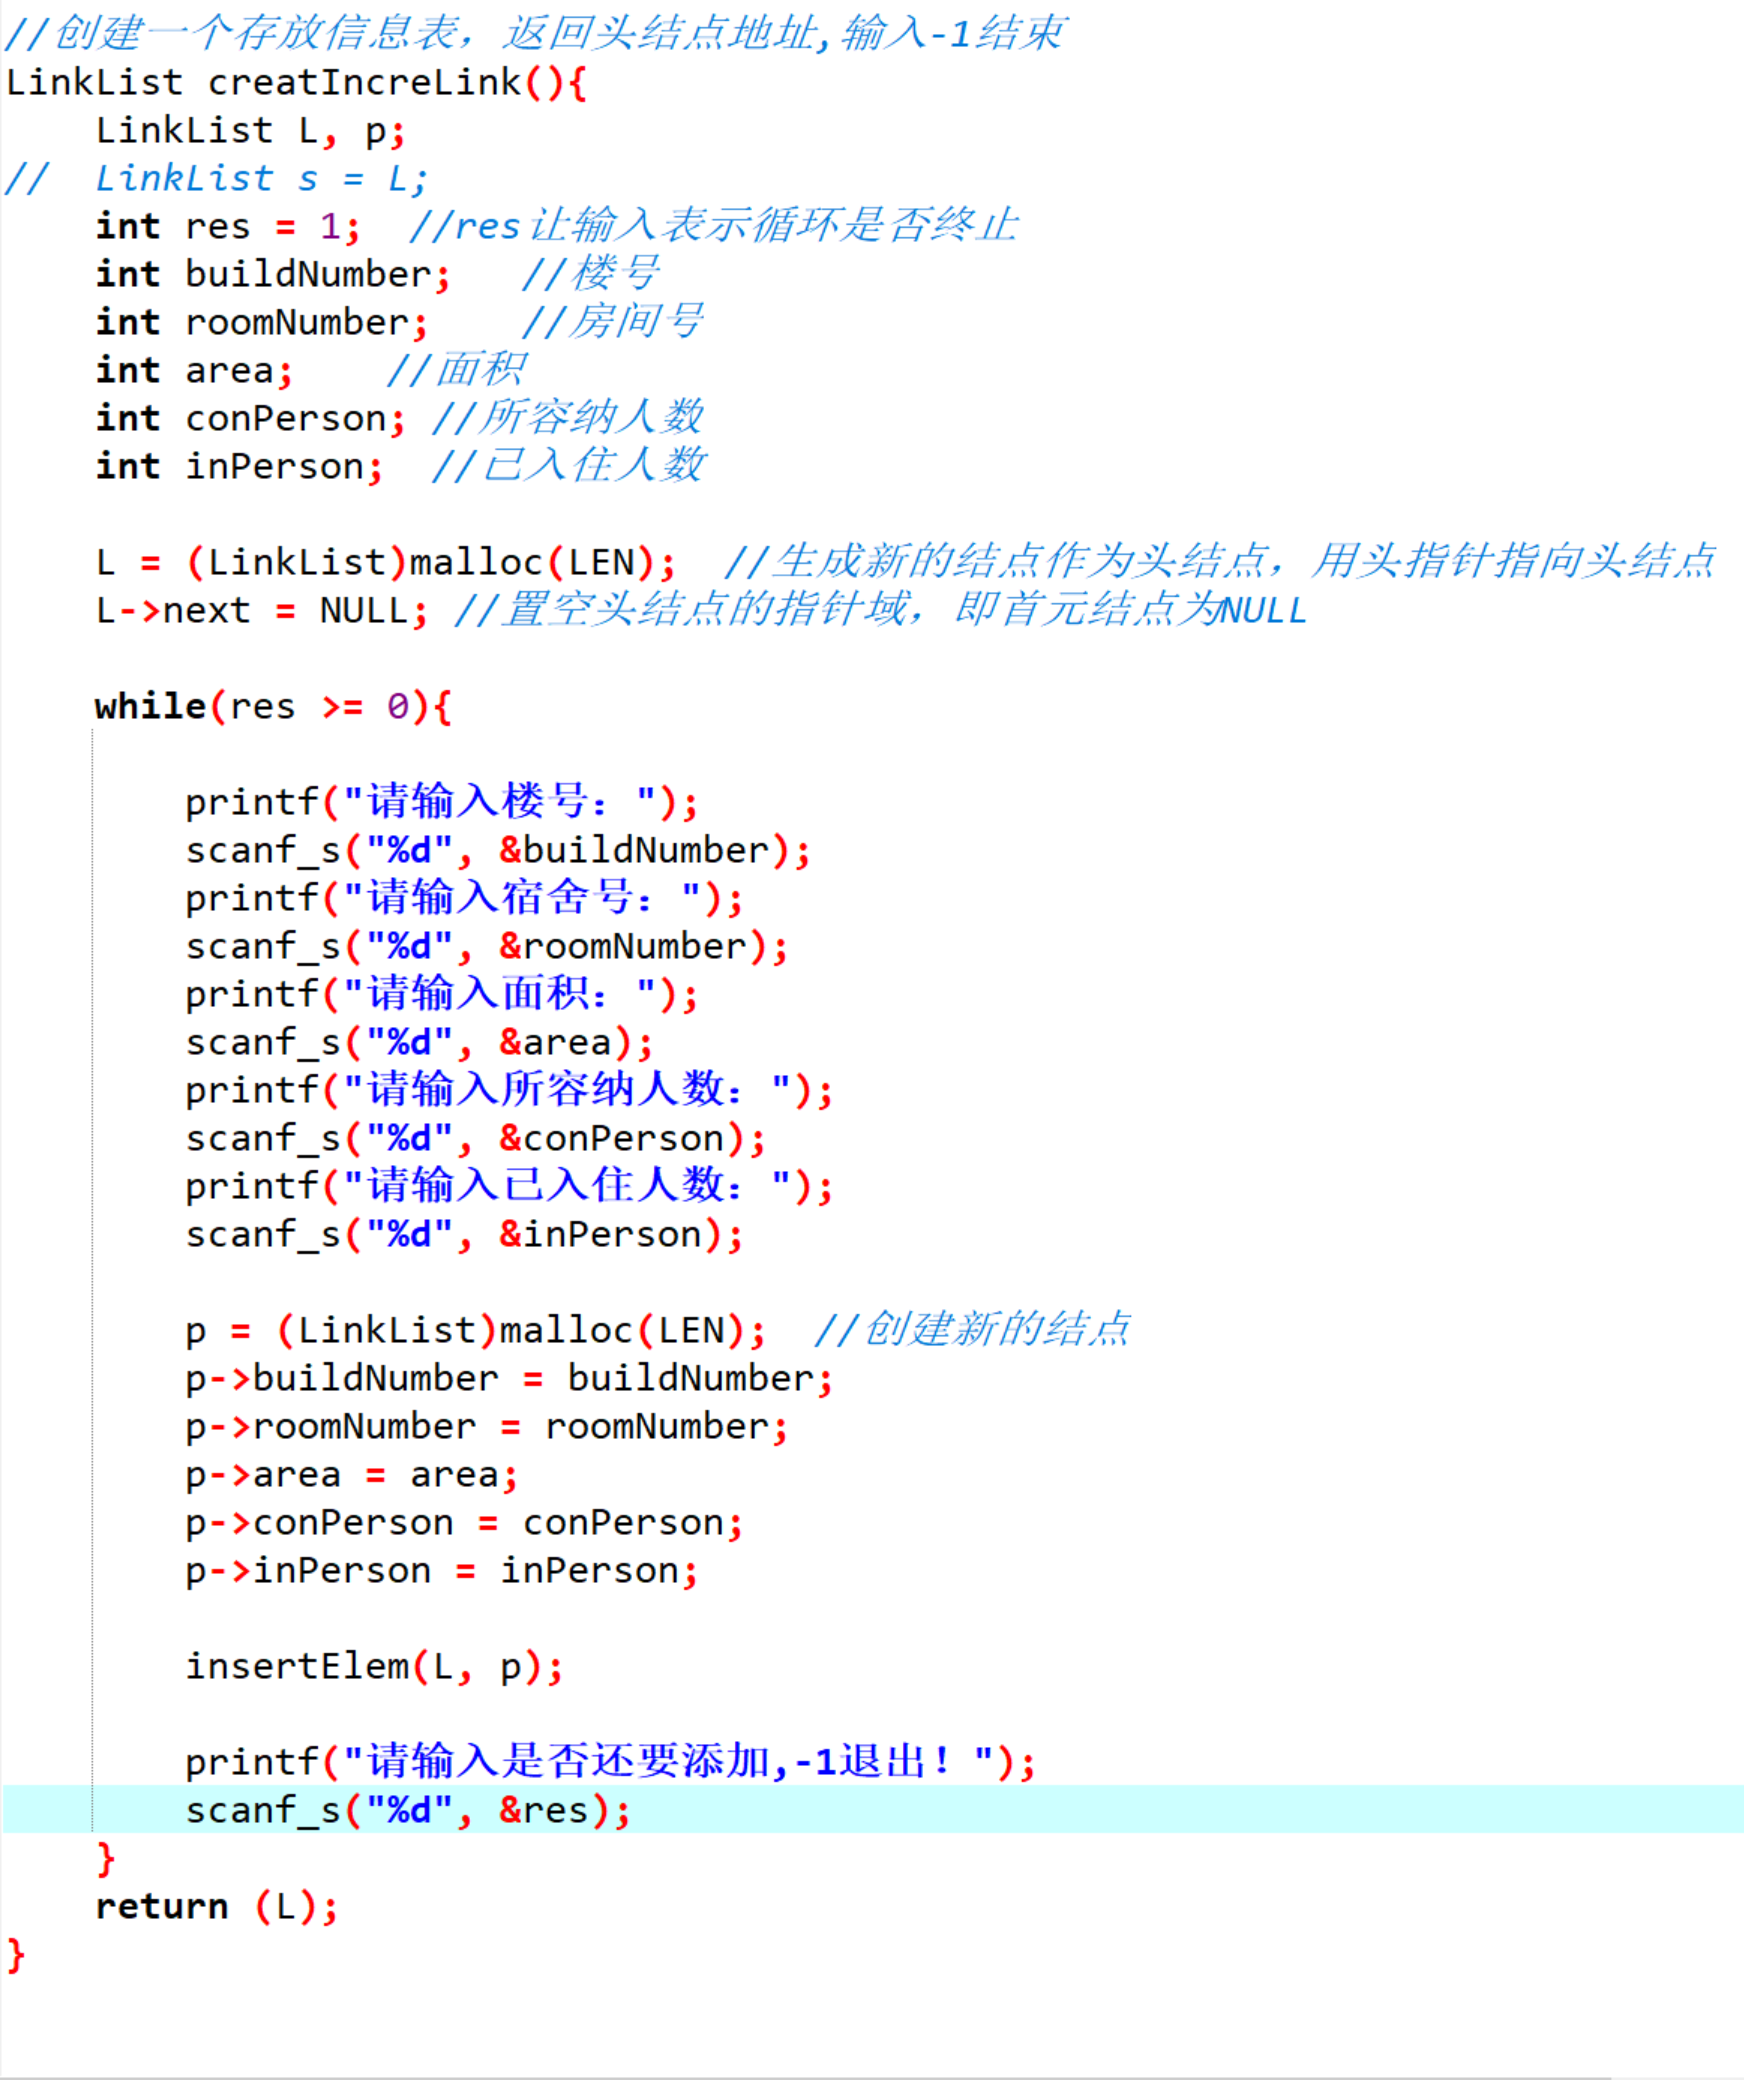 //创建一个存放信息表，返回头结点地址,输入-1结束
LinkList creatIncreLink(){
    LinkList L, p;
//  LinkList s = L;
    int res = 1;  //res让输入表示循环是否终止
    int buildNumber;   //楼号
    int roomNumber;    //房间号
    int area;    //面积
    int conPerson; //所容纳人数
    int inPerson;  //已入住人数
    L = (LinkList)malloc(LEN);  //生成新的结点作为头结点，用头指针指向头结点
    L->next = NULL; //置空头结点的指针域，即首元结点为NULL
    while(res >= 0){
        printf("请输入楼号：");
        scanf_s("%d", &buildNumber);
        printf("请输入宿舍号：");
        scanf_s("%d", &roomNumber);
        printf("请输入面积：");
        scanf_s("%d", &area);
        printf("请输入所容纳人数：");
        scanf_s("%d", &conPerson);
        printf("请输入已入住人数：");
        scanf_s("%d", &inPerson);
        p = (LinkList)malloc(LEN);  //创建新的结点
        p->buildNumber = buildNumber;
        p->roomNumber = roomNumber;
        p->area = area;
        p->conPerson = conPerson;
        p->inPerson = inPerson;
        insertElem(L, p);
        printf("请输入是否还要添加,-1退出！");
        scanf_s("%d", &res);
    }
    return (L);
}